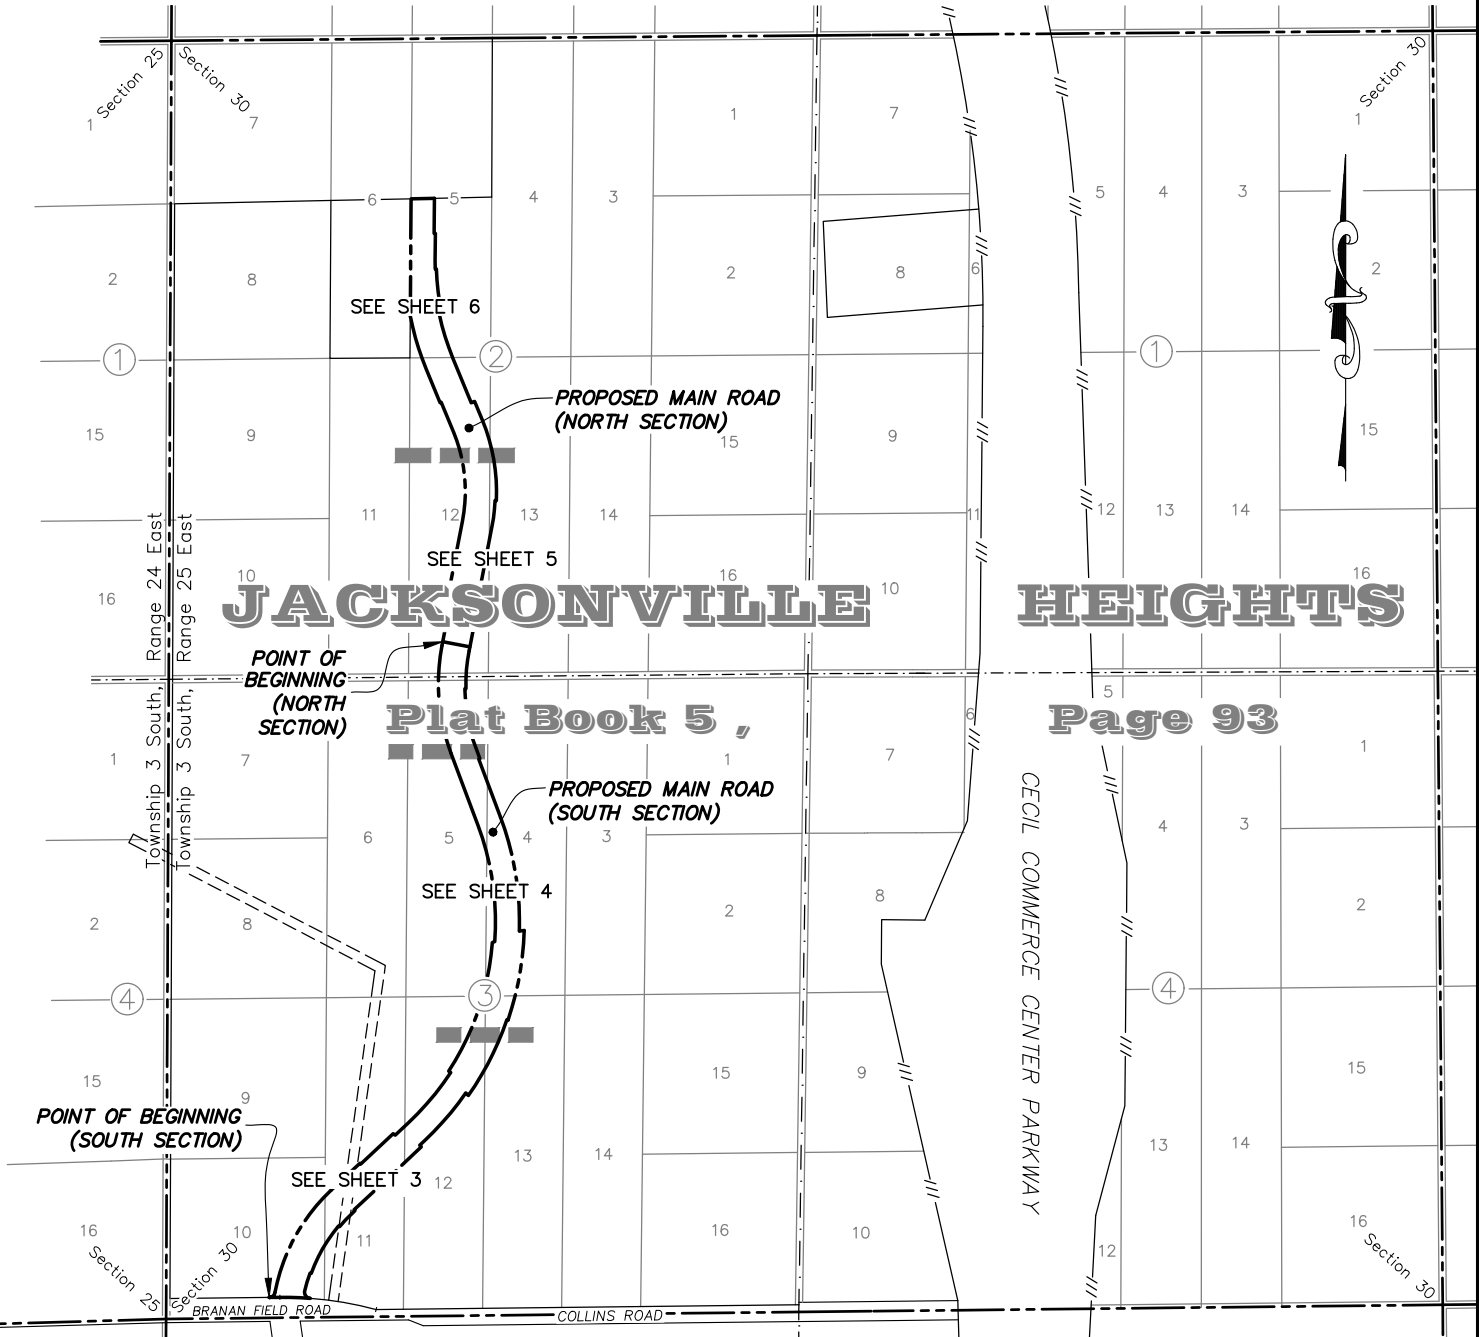 Section 25
Section 30
Section 30
1
7
1
7
1
6
5
4
3
5
4
3
2
8
2
8
6
2
SEE SHEET 6
1
2
1
PROPOSED MAIN ROAD
(NORTH SECTION)
15
9
15
9
15
11
12
13
14
11
12
13
14
SEE SHEET 5
Township 3 South, Range 24 East
Township 3 South, Range 25 East
16
10
16
10
16
JACKSONVILLE HEIGHTS
POINT OF
BEGINNING
(NORTH
SECTION)
Plat Book 5 , Page 93
5
6
1
7
1
7
1
PROPOSED MAIN ROAD
(SOUTH SECTION)
6
5
4
3
4
3
SEE SHEET 4
CECIL COMMERCE CENTER PARKWAY
2
8
2
8
2
4
3
4
15
9
15
9
15
POINT OF BEGINNING
(SOUTH SECTION)
SEE SHEET 3
12
13
14
13
14
16
10
11
16
10
12
16
Section 25
Section 30
Section 30
BRANAN FIELD ROAD
COLLINS ROAD